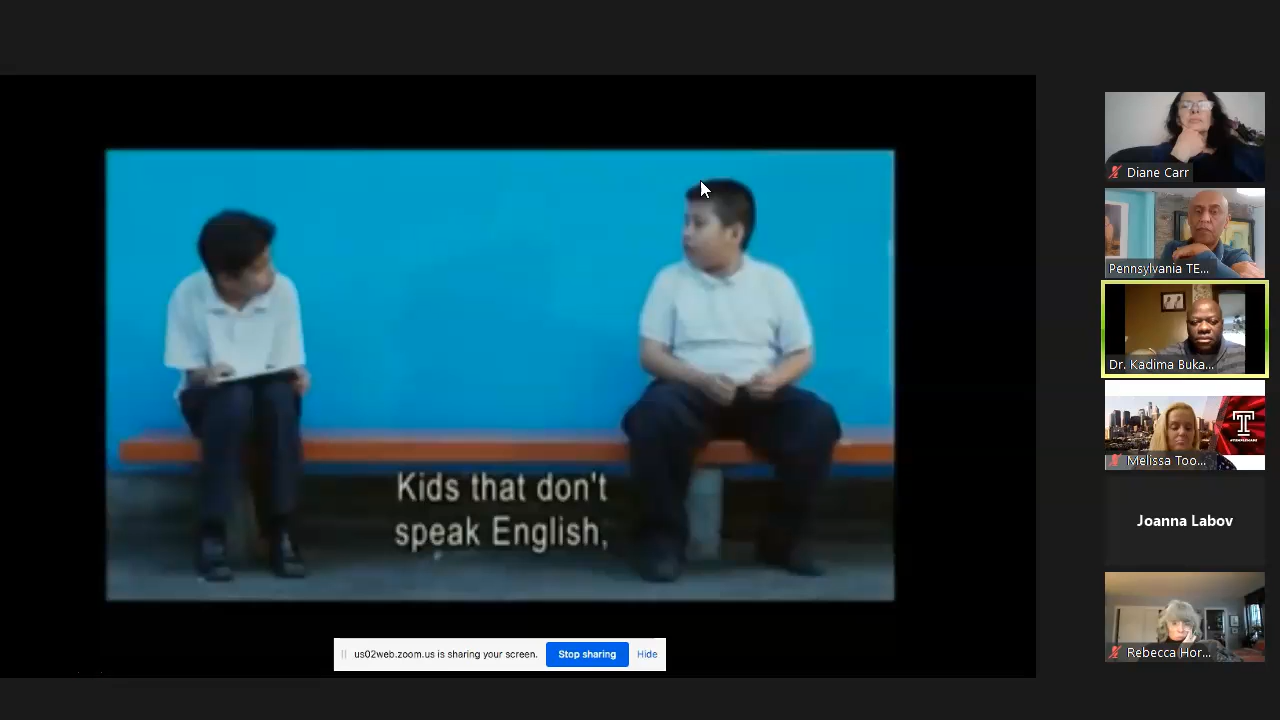 Kids that don't
speak English,
us02web.zoom.us is sharing your screen.
Stop sharing
Hide
Diane Carr
Pennsylvania TE...
Dr. Kadima Buka...
T
Melissa Too...
Joanna Labov
Rebecca Hor...